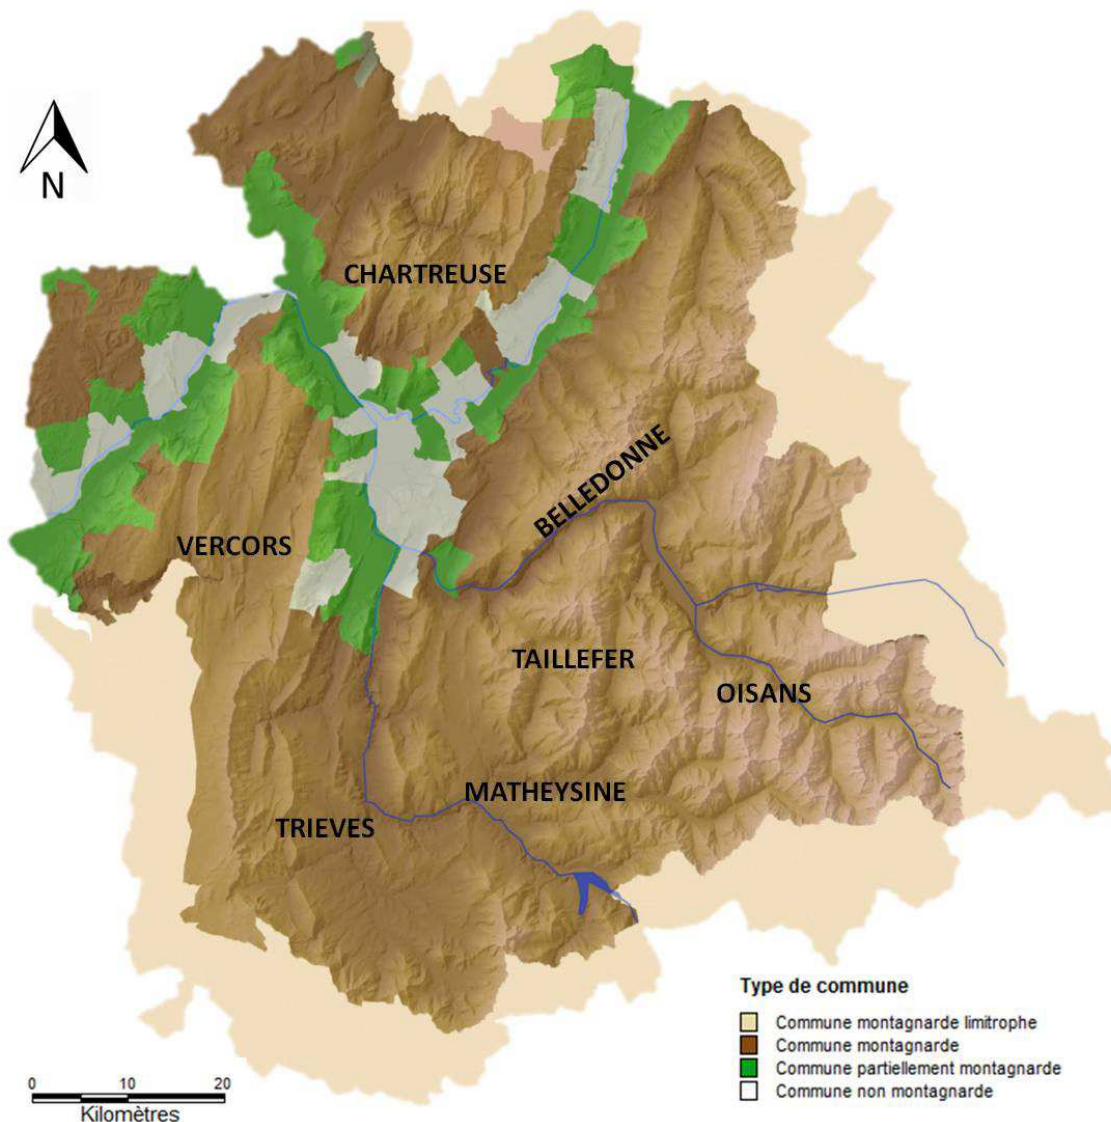 N
CHARTREUSE
BELLEDONNE
VERCORS
TAILLEFER
OISANS
MATHEYSINE
TRIEVES
Type de commune
Commune montagnarde limitrophe
Commune montagnarde
Commune partiellement montagnarde
Commune non montagnarde
0 10 20
Kilomètres